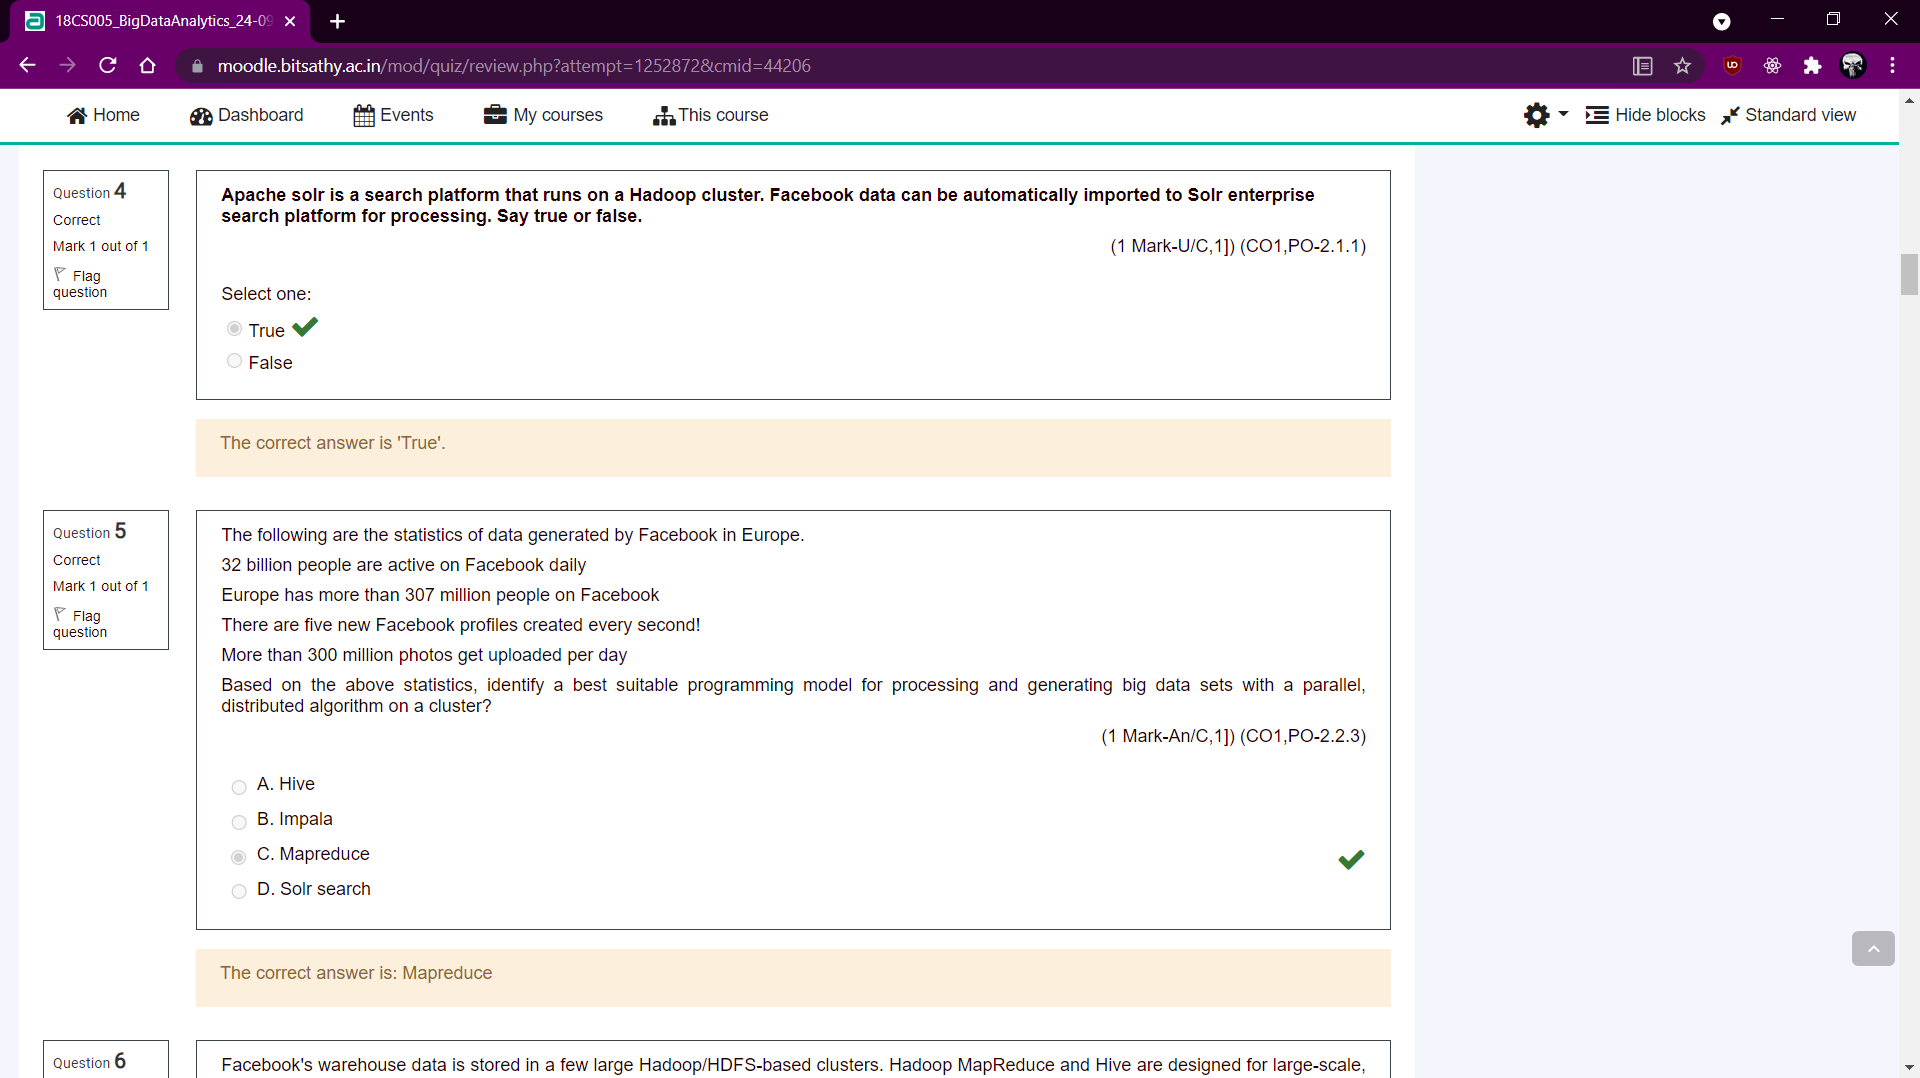 18CS005_BigDataAnalytics_24-09
moodle.bitsathy.ac.in/mod/quiz/review.php?attempt=1252872&cmid=44206
Home Dashboard Events My courses This course Hide blocks Standard view
Question 4
Correct
Mark 1 out of 1
Flag
question
Apache solr is a search platform that runs on a Hadoop cluster. Facebook data can be automatically imported to Solr enterprise
search platform for processing. Say true or false.
(1 Mark-U/C,1]) (CO1,PO-2.1.1)
Select one:
True
False
The correct answer is 'True'.
Question 5
Correct
Mark 1 out of 1
Flag
question
The following are the statistics of data generated by Facebook in Europe.
32 billion people are active on Facebook daily
Europe has more than 307 million people on Facebook
There are five new Facebook profiles created every second!
More than 300 million photos get uploaded per day
Based on the above statistics, identify a best suitable programming model for processing and generating big data sets with a parallel,
distributed algorithm on a cluster?
(1 Mark-An/C,1]) (CO1,PO-2.2.3)
A. Hive
B. Impala
C. Mapreduce
D. Solr search
The correct answer is: Mapreduce
Question 6
Facebook's warehouse data is stored in a few large Hadoop/HDFS-based clusters. Hadoop MapReduce and Hive are designed for large-scale,